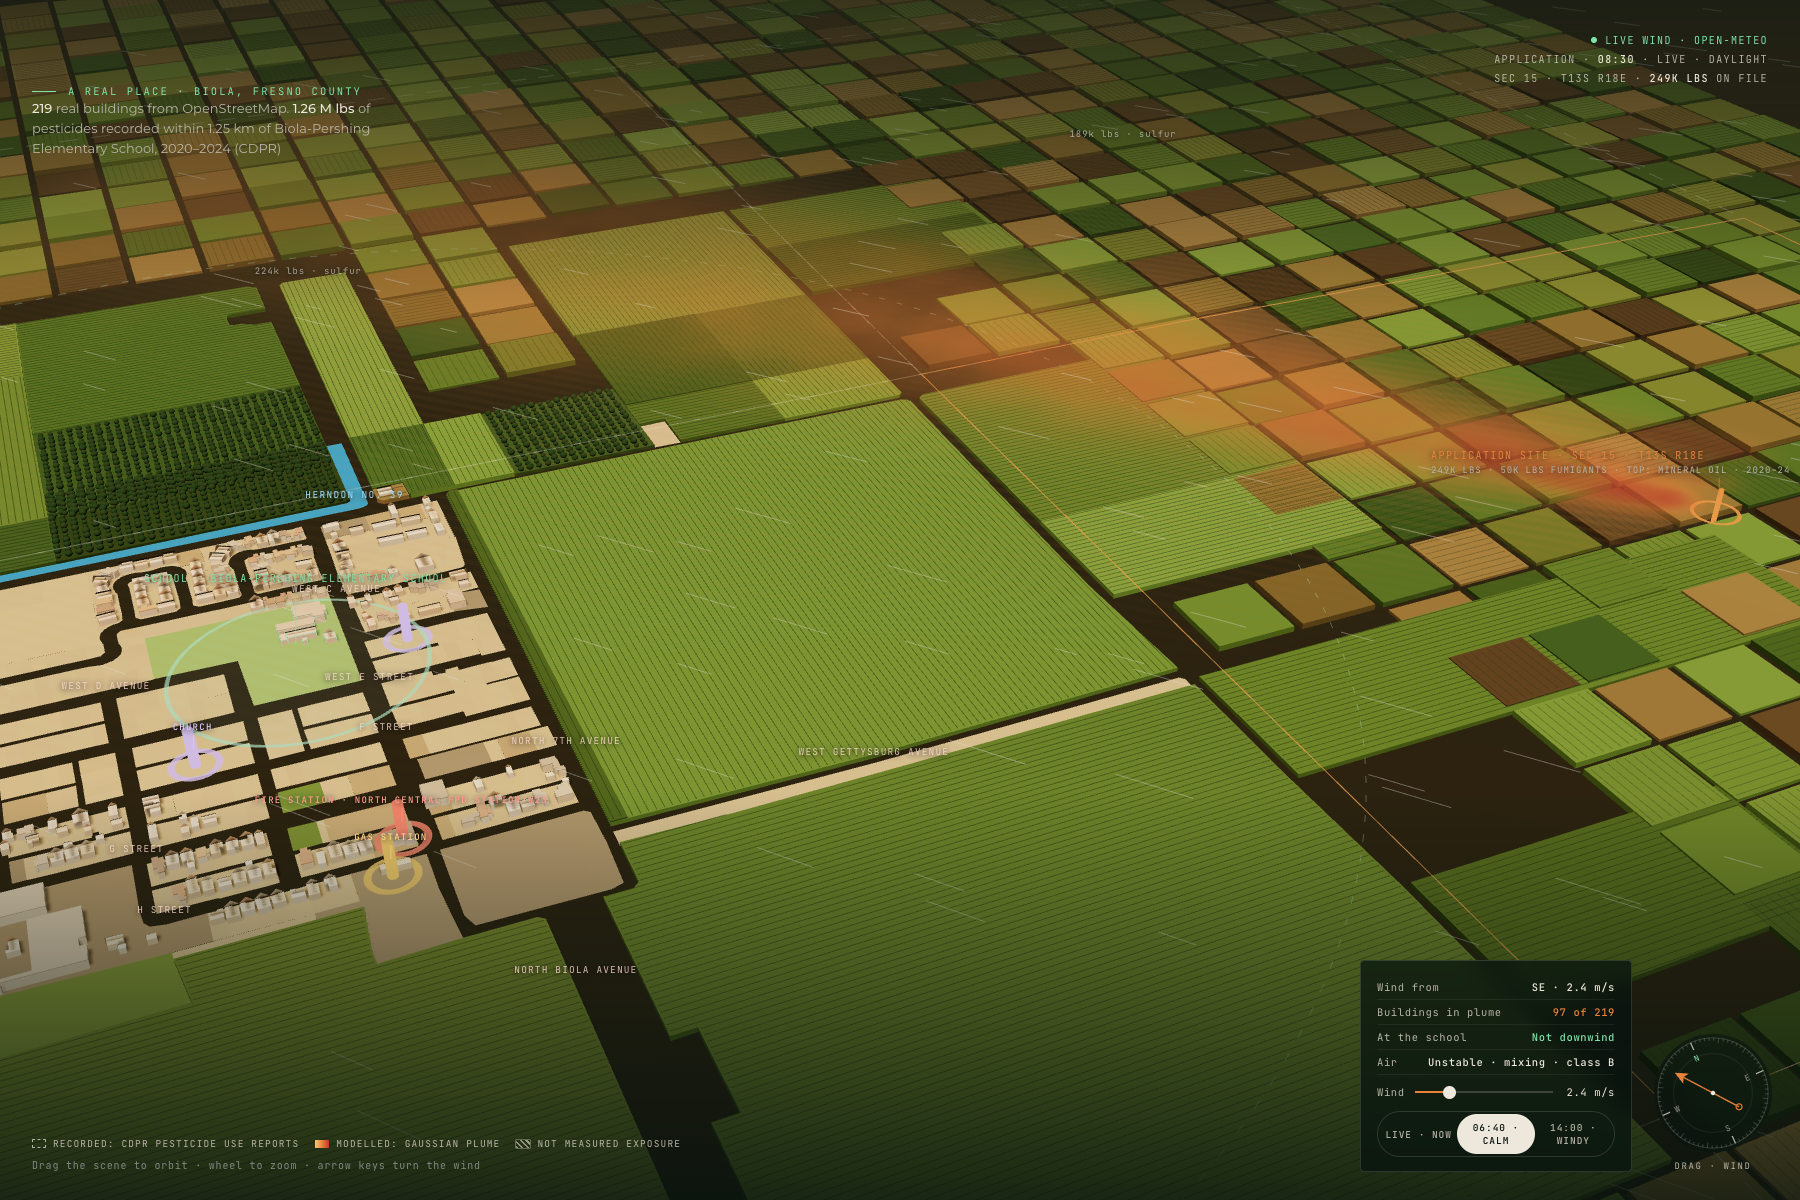 A REAL PLACE · BIOLA, FRESNO COUNTY
219 real buildings from OpenStreetMap. 1.26 M lbs of
pesticides recorded within 1.25 km of Biola-Pershing
Elementary School, 2020–2024 (CDPR)
LIVE WIND · OPEN-METEO
APPLICATION · 08:30 · LIVE · DAYLIGHT
SEC 15 · T13S R18E · 249K LBS ON FILE
189k lbs · sulfur
224k lbs · sulfur
APPLICATION SITE · SEC 15 · T13S R18E
249K LBS · 50K LBS FUMIGANTS · TOP: MINERAL OIL · 2020-24
HERNDON NO. 39
SCHOOL · BIOLA-PERSHING ELEMENTARY SCHOOL
WEST C AVENUE
WEST E STREET
WEST D AVENUE
CHURCH
F STREET
NORTH 7TH AVENUE
WEST GETTYSBURG AVENUE
FIRE STATION · NORTH CENTRAL
GAS STATION
G STREET
H STREET
NORTH BIOLA AVENUE
Wind from SE · 2.4 m/s
Buildings in plume 97 of 219
At the school Not downwind
Air Unstable · mixing · class B
Wind 2.4 m/s
LIVE · NOW
06:40 ·
CALM
14:00 ·
WINDY
N
E
S
W
DRAG · WIND
RECORDED: CDPR PESTICIDE USE REPORTS
MODELLED: GAUSSIAN PLUME
NOT MEASURED EXPOSURE
Drag the scene to orbit · wheel to zoom · arrow keys turn the wind